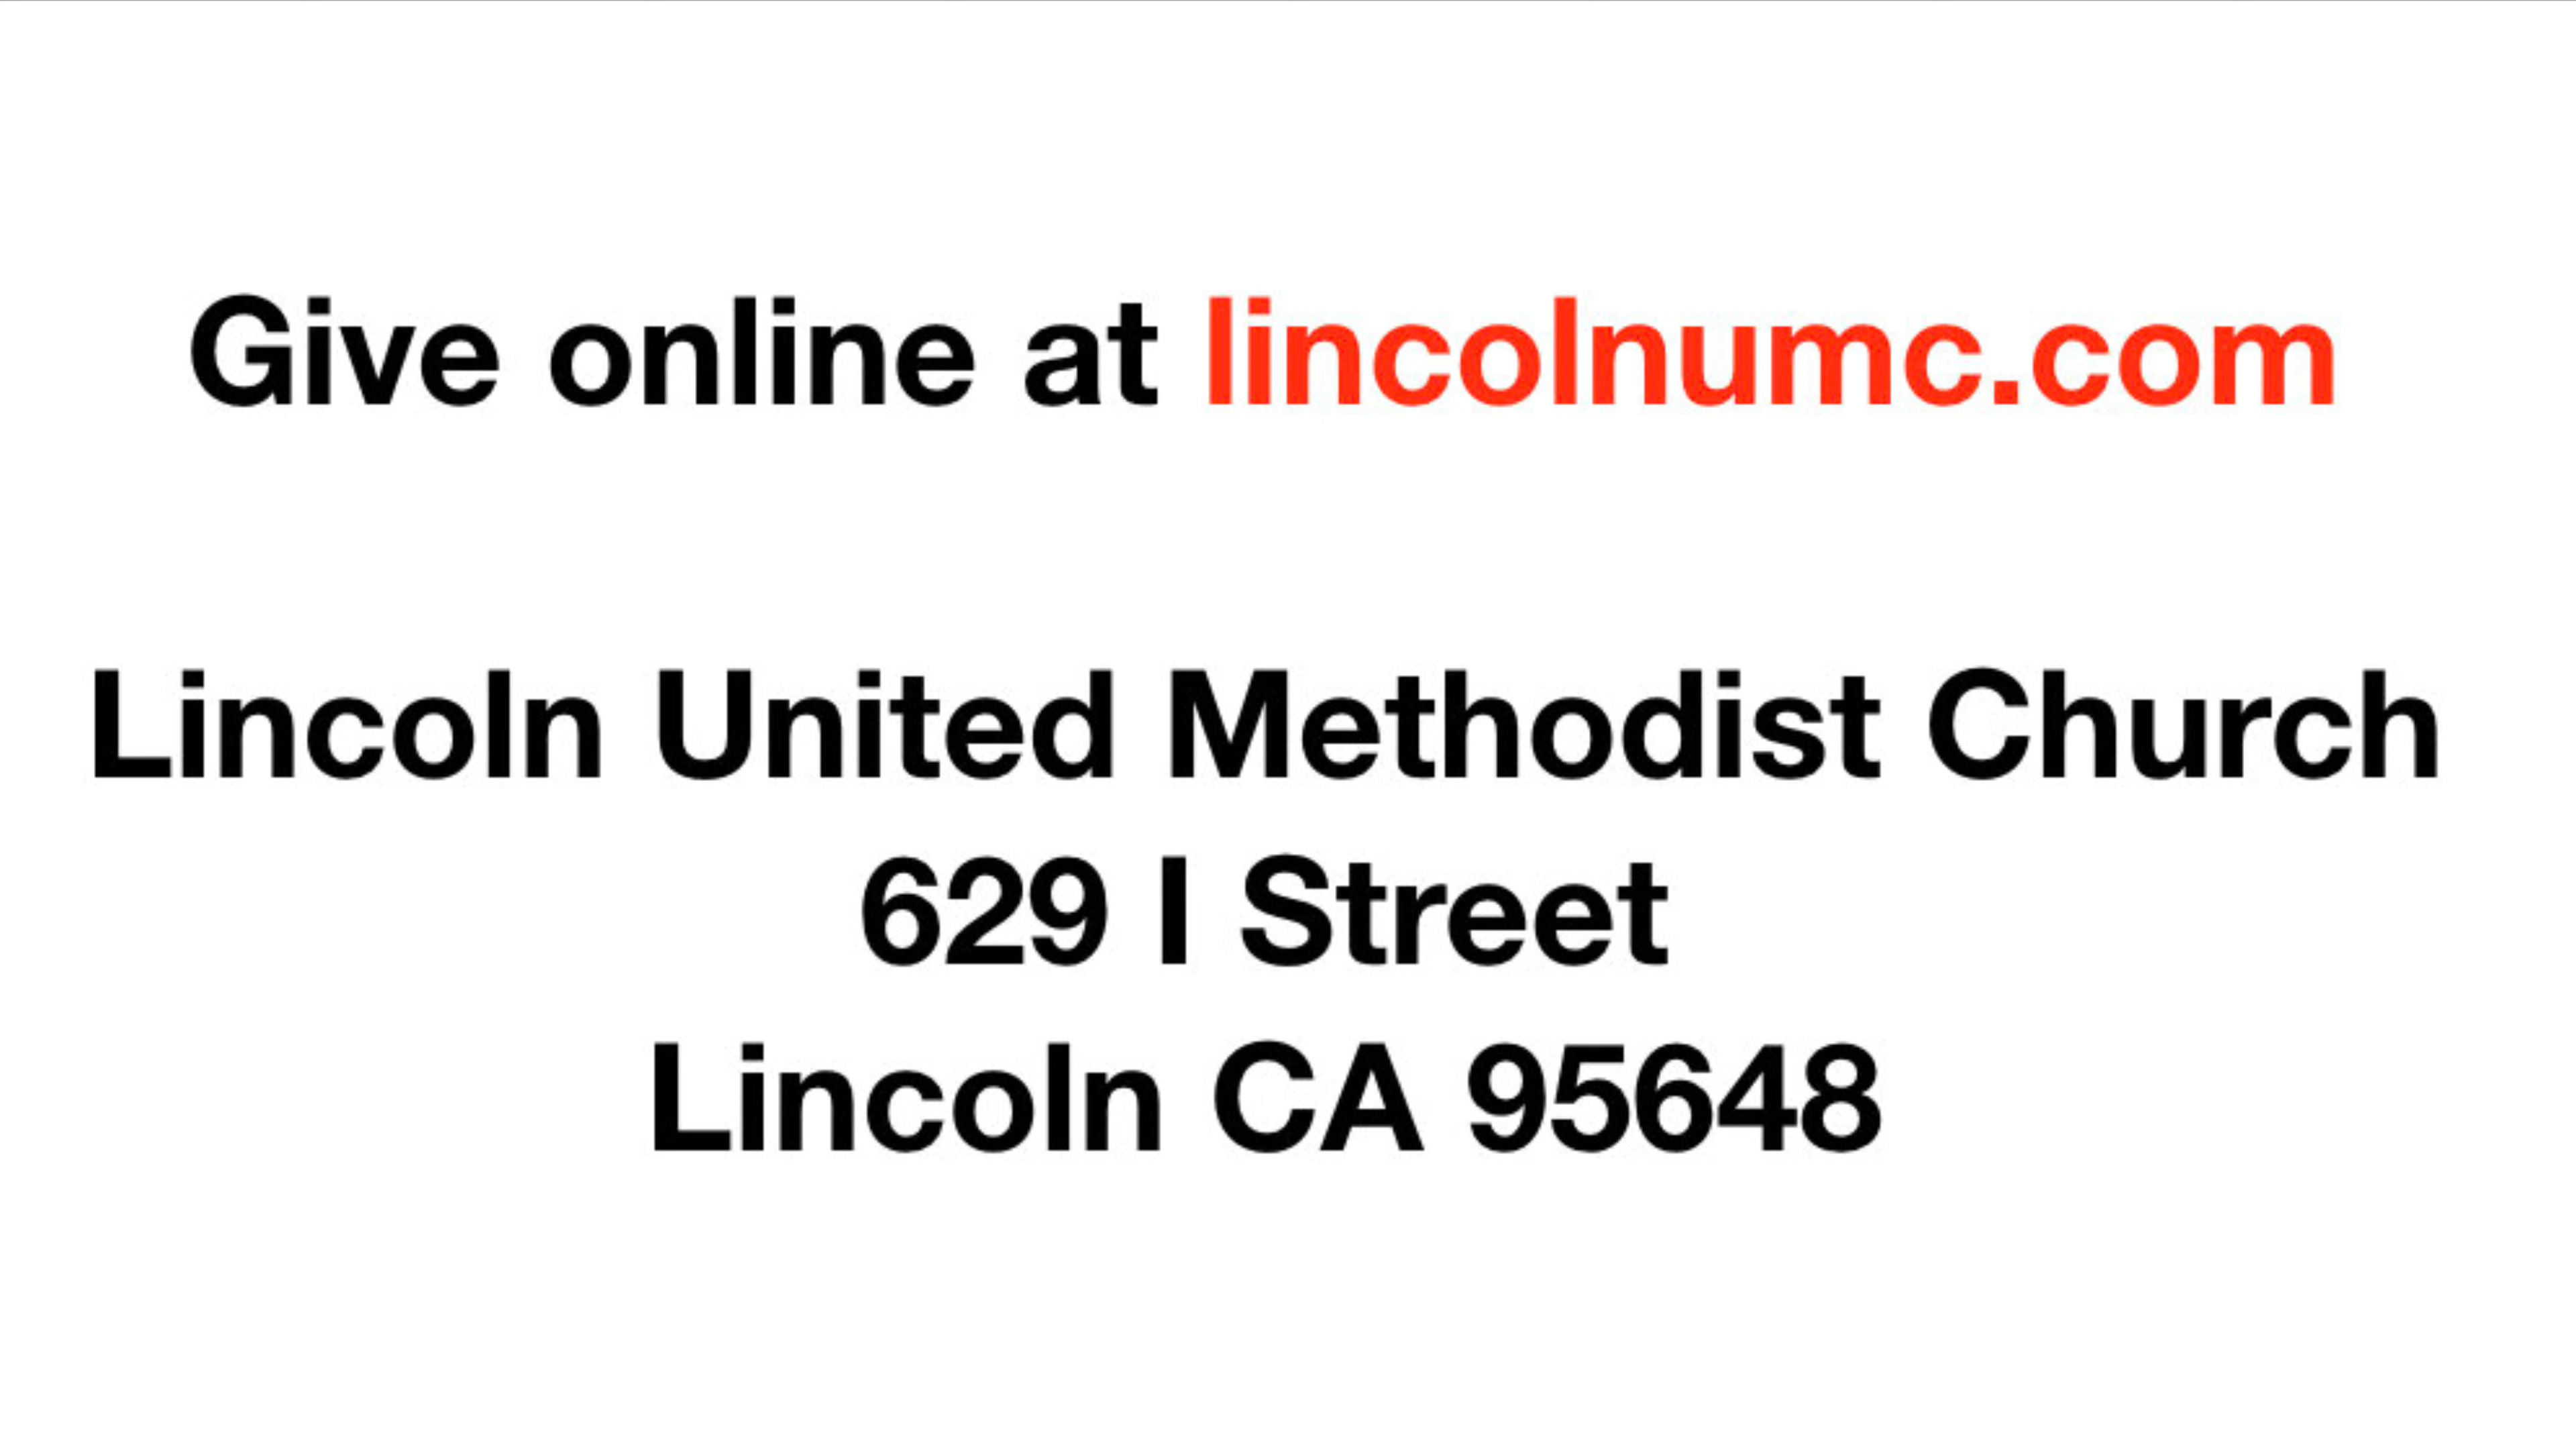 Give online at lincolnumc.com
Lincoln United Methodist Church
629 I Street
Lincoln CA 95648